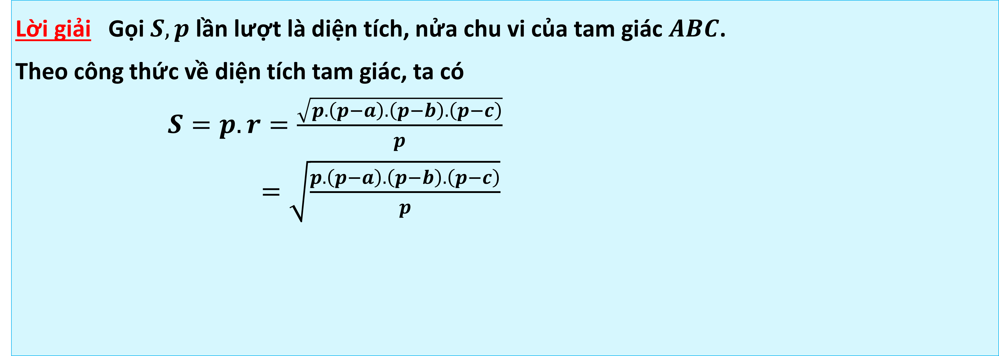 Lời giải Gọi S, p lần lượt là diện tích, nửa chu vi của tam giác ABC.
Theo công thức về diện tích tam giác, ta có
S = p. r = \frac{\sqrt{p.(p−a).(p−b).(p−c)}}{p}
= \sqrt{\frac{p.(p−a).(p−b).(p−c)}{p}}